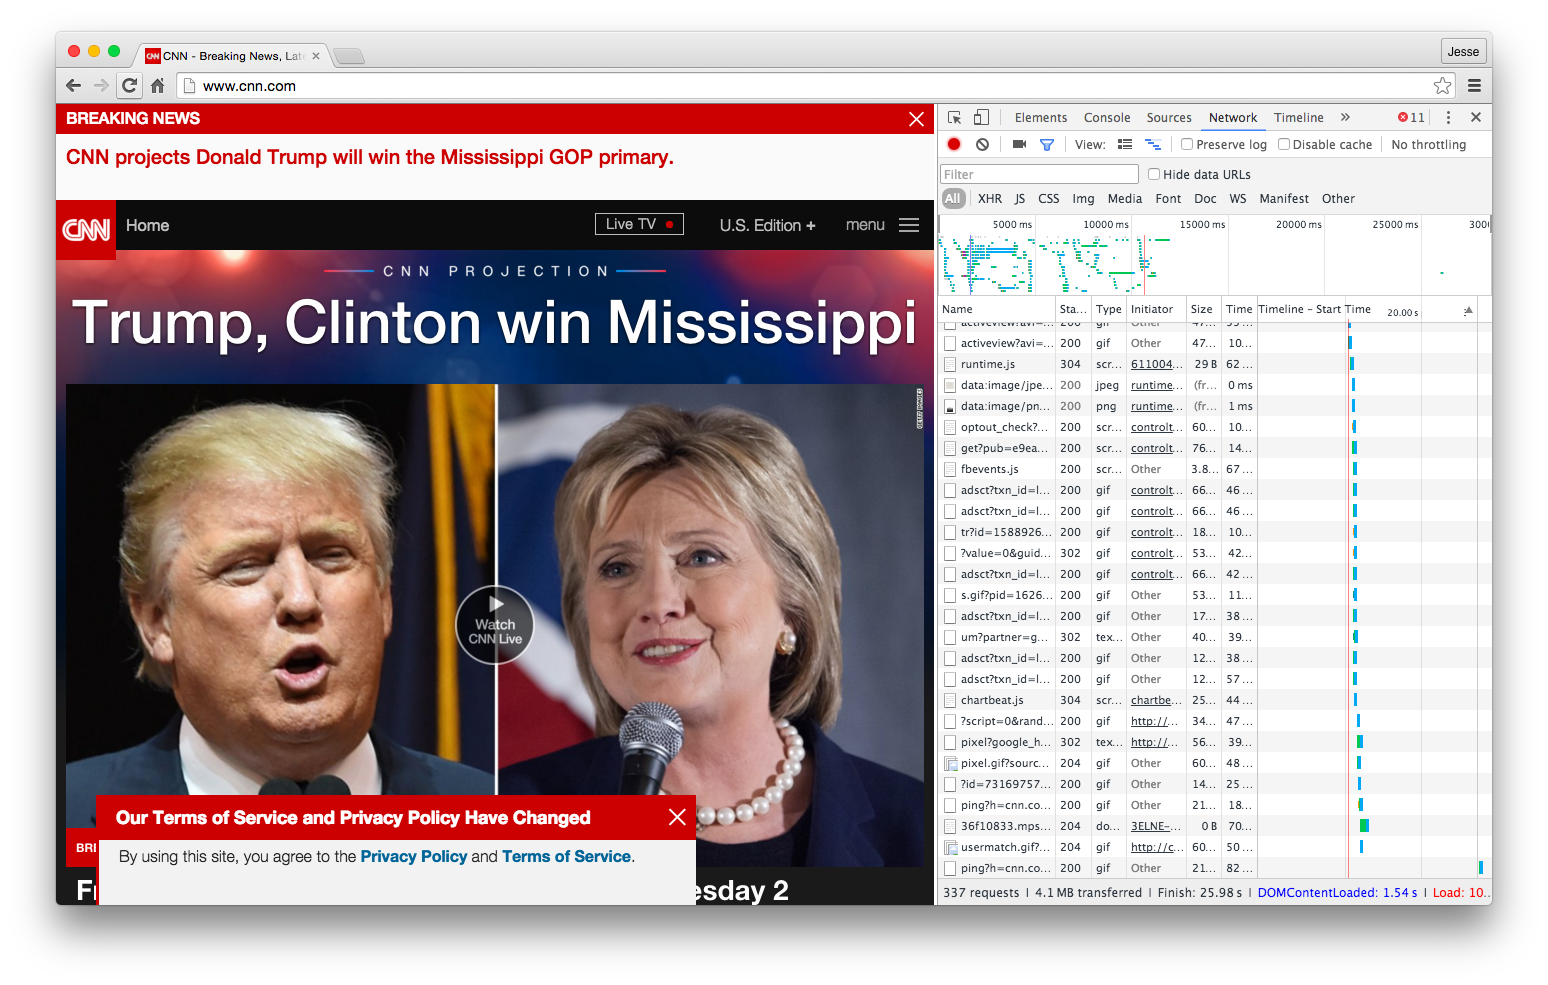 CNN - Breaking News, Late
Jesse
www.cnn.com
BREAKING NEWS
CNN projects Donald Trump will win the Mississippi GOP primary.
CNN
Home
Live TV
U.S. Edition +
menu
CNN PROJECTION
Trump, Clinton win Mississippi
GETTY IMAGES
Watch
CNN Live
BRE
Our Terms of Service and Privacy Policy Have Changed
By using this site, you agree to the Privacy Policy and Terms of Service.
esday 2
Elements Console Sources Network Timeline » 11
View: Preserve log Disable cache No throttling
Filter Hide data URLs
All XHR JS CSS Img Media Font Doc WS Manifest Other
5000 ms 10000 ms 15000 ms 20000 ms 25000 ms 300
Name Sta... Type Initiator Size Time Timeline – Start Time 20.00 s
activeview?avi=... 200 gif Other 47...
activeview?avi=... 200 gif Other 47... 10...
runtime.js 304 scr... 611004... 29 B 62 ...
data:image/jpe... 200 jpeg runtime... (fr... 0 ms
data:image/pn... 200 png runtime... (fr... 1 ms
optout_check?... 200 scr... controlt... 60... 10...
get?pub=e9ea... 200 scr... controlt... 76... 14...
fbevents.js 200 scr... Other 3.8... 67 ...
adsct?txn_id=l... 200 gif controlt... 66... 46 ...
adsct?txn_id=l... 200 gif controlt... 66... 46 ...
tr?id=1588926... 200 gif controlt... 18... 10...
?value=0&guid... 302 gif controlt... 53... 42...
adsct?txn_id=l... 200 gif controlt... 66... 42 ...
s.gif?pid=1626... 200 gif Other 53... 11...
adsct?txn_id=l... 200 gif Other 17... 38 ...
um?partner=g... 302 tex... Other 40... 39...
adsct?txn_id=l... 200 gif Other 12... 38 ...
adsct?txn_id=l... 200 gif Other 12... 57 ...
chartbeat.js 304 scr... chartbe... 25... 44 ...
?script=0&rand... 200 gif http://... 34... 47 ...
pixel?google_h... 302 tex... http://... 56... 39...
pixel.gif?sourc... 204 gif Other 60... 48 ...
?id=73169757... 200 gif Other 14... 25 ...
ping?h=cnn.co... 200 gif Other 21... 18...
36f10833.mps... 204 do... 3ELNE-... 0 B 70...
usermatch.gif?... 204 gif http://c... 60... 50 ...
ping?h=cnn.co... 200 gif Other 21... 82 ...
337 requests | 4.1 MB transferred | Finish: 25.98 s | DOMContentLoaded: 1.54 s | Load: 10...